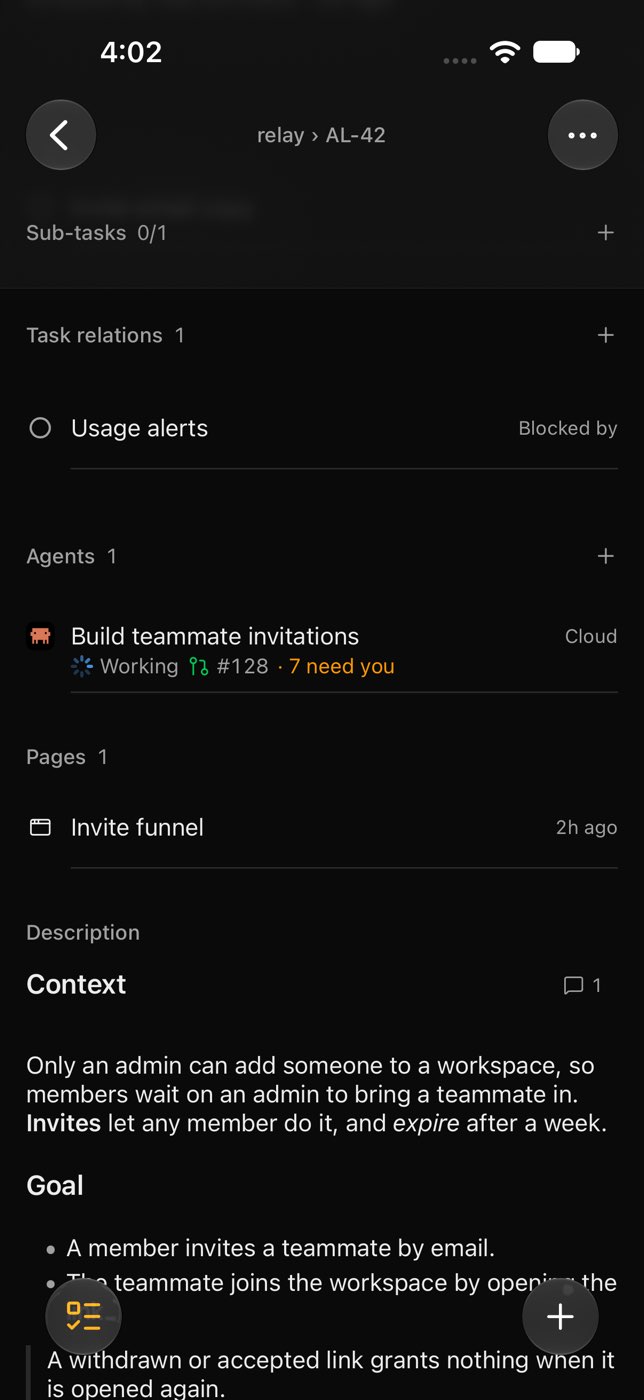 4:02
relay › AL-42
Sub-tasks 0/1
Task relations 1
Usage alerts Blocked by
Agents 1
Build teammate invitations Cloud
Working #128 · 7 need you
Pages 1
Invite funnel 2h ago
Description
Context 1
Only an admin can add someone to a workspace, so
members wait on an admin to bring a teammate in.
Invites let any member do it, and expire after a week.
Goal
• A member invites a teammate by email.
• The teammate joins the workspace by opening the
A withdrawn or accepted link grants nothing when it
is opened again.